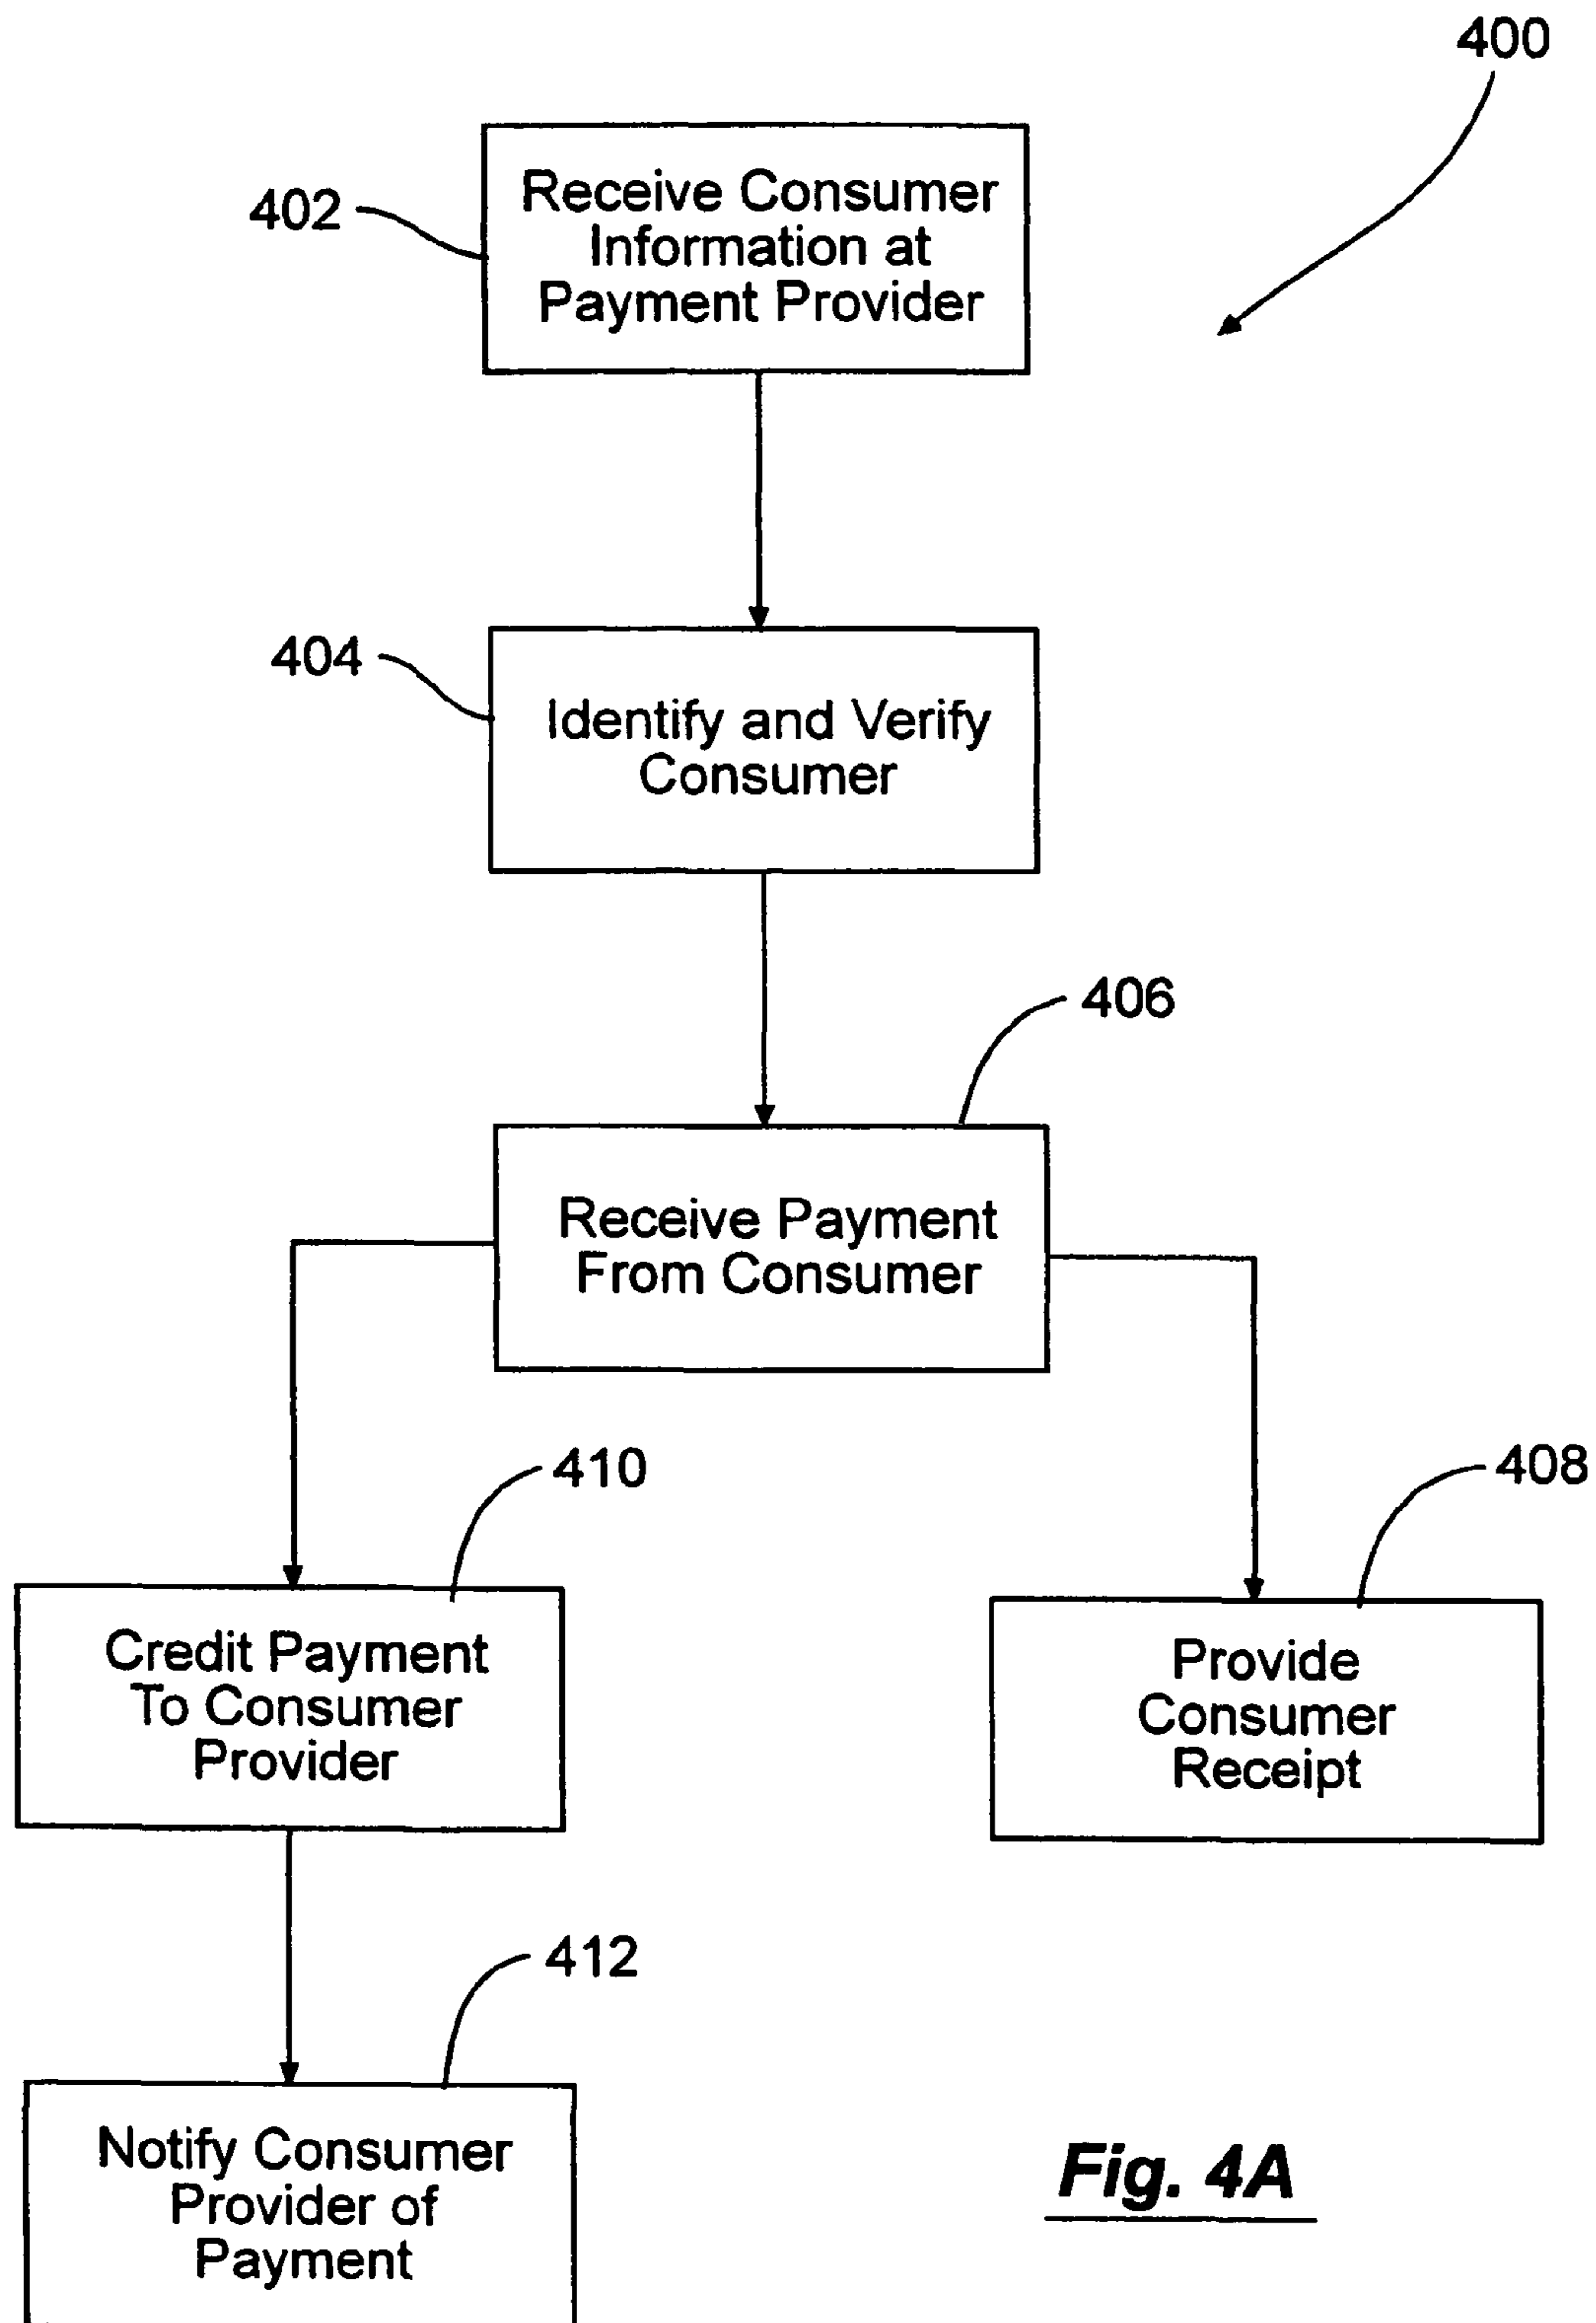 400
402
Receive Consumer
Information at
Payment Provider
404
Identify and Verify
Consumer
406
Receive Payment
From Consumer
410
408
Credit Payment
To Consumer
Provider
Provide
Consumer
Receipt
412
Notify Consumer
Provider of
Payment
Fig. 4A